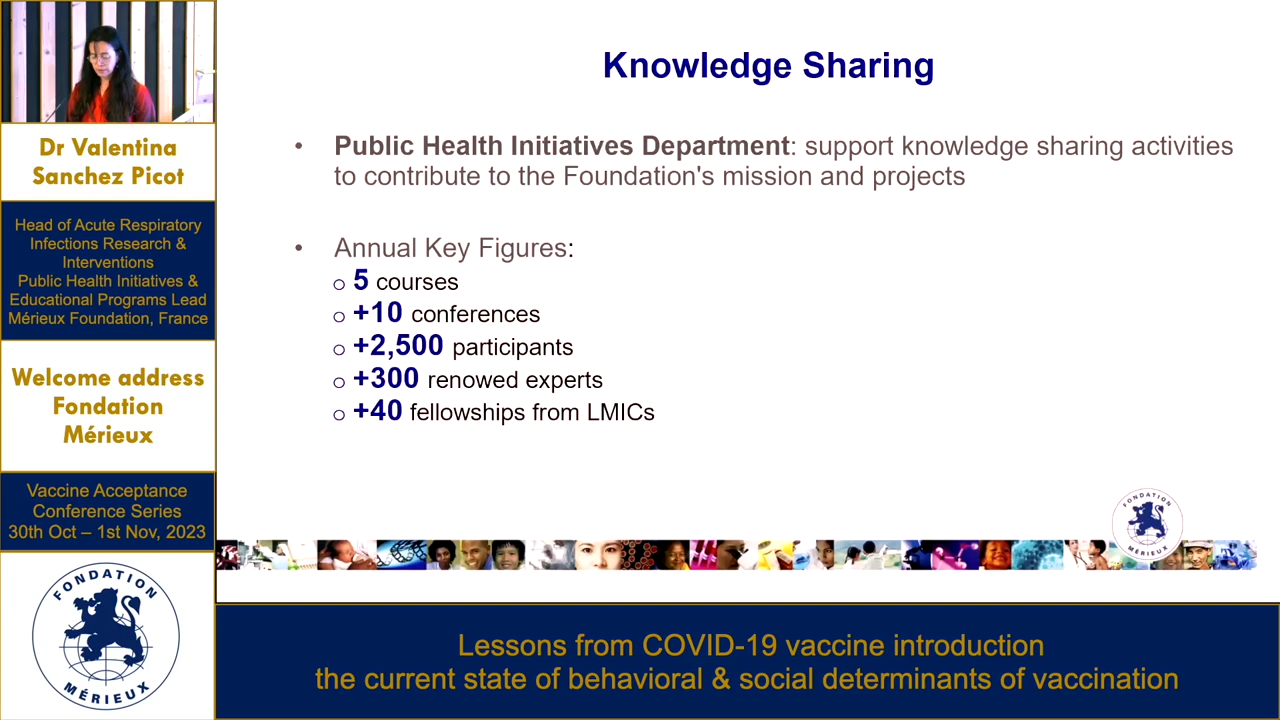 Dr Valentina
Sanchez Picot
Head of Acute Respiratory
Infections Research &
Interventions
Public Health Initiatives &
Educational Programs Lead
Mérieux Foundation, France
Welcome address
Fondation
Mérieux
Vaccine Acceptance
Conference Series
30th Oct – 1st Nov, 2023
FONDATION
MÉRIEUX
Knowledge Sharing
• Public Health Initiatives Department: support knowledge sharing activities
to contribute to the Foundation's mission and projects
• Annual Key Figures:
o 5 courses
o +10 conferences
o +2,500 participants
o +300 renowed experts
o +40 fellowships from LMICs
FONDATION
MÉRIEUX
Lessons from COVID-19 vaccine introduction
the current state of behavioral & social determinants of vaccination